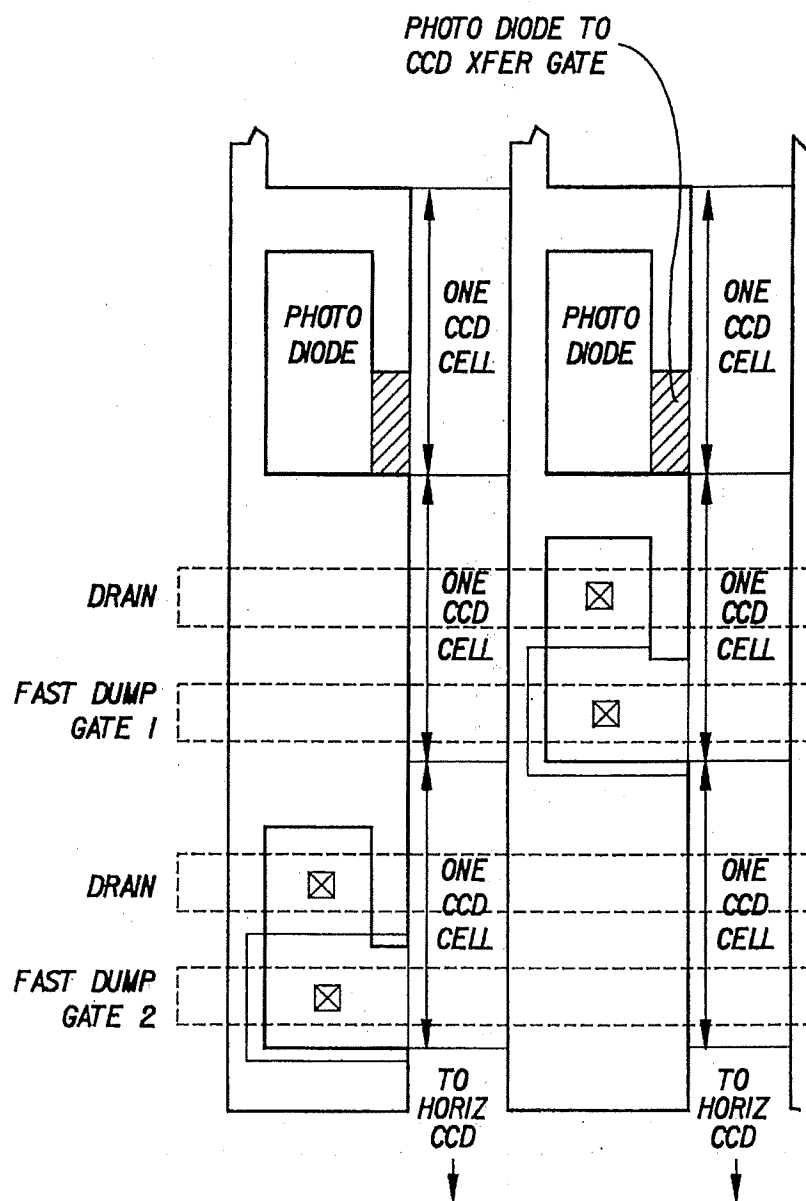 PHOTO DIODE TO
CCD XFER GATE
PHOTO
DIODE
ONE
CCD
CELL
PHOTO
DIODE
ONE
CCD
CELL
DRAIN
ONE
CCD
CELL
ONE
CCD
CELL
FAST DUMP
GATE 1
DRAIN
ONE
CCD
CELL
ONE
CCD
CELL
FAST DUMP
GATE 2
TO
HORIZ
CCD
TO
HORIZ
CCD